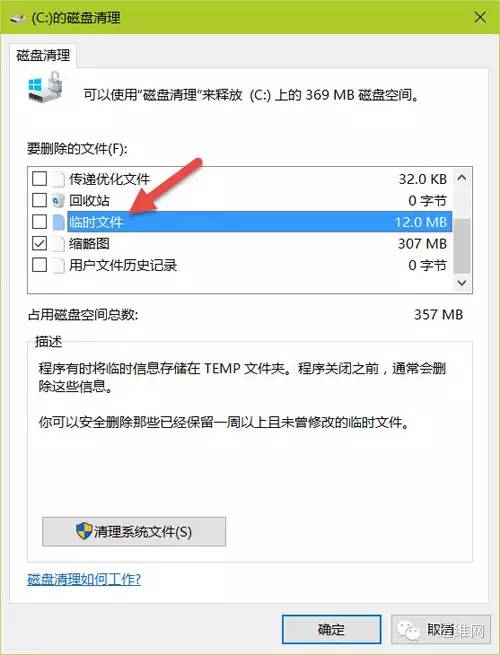 (C:)的磁盘清理
磁盘清理
可以使用“磁盘清理”来释放 (C:) 上的 369 MB 磁盘空间。
要删除的文件(F):
传递优化文件 32.0 KB
回收站 0 字节
临时文件 12.0 MB
缩略图 307 MB
用户文件历史记录 0 字节
占用磁盘空间总数: 357 MB
描述
程序有时将临时信息存储在 TEMP 文件夹。程序关闭之前，通常会删
除这些信息。
你可以安全删除那些已经保留一周以上且未曾修改的临时文件。
清理系统文件(S)
磁盘清理如何工作?
确定
取消
维网